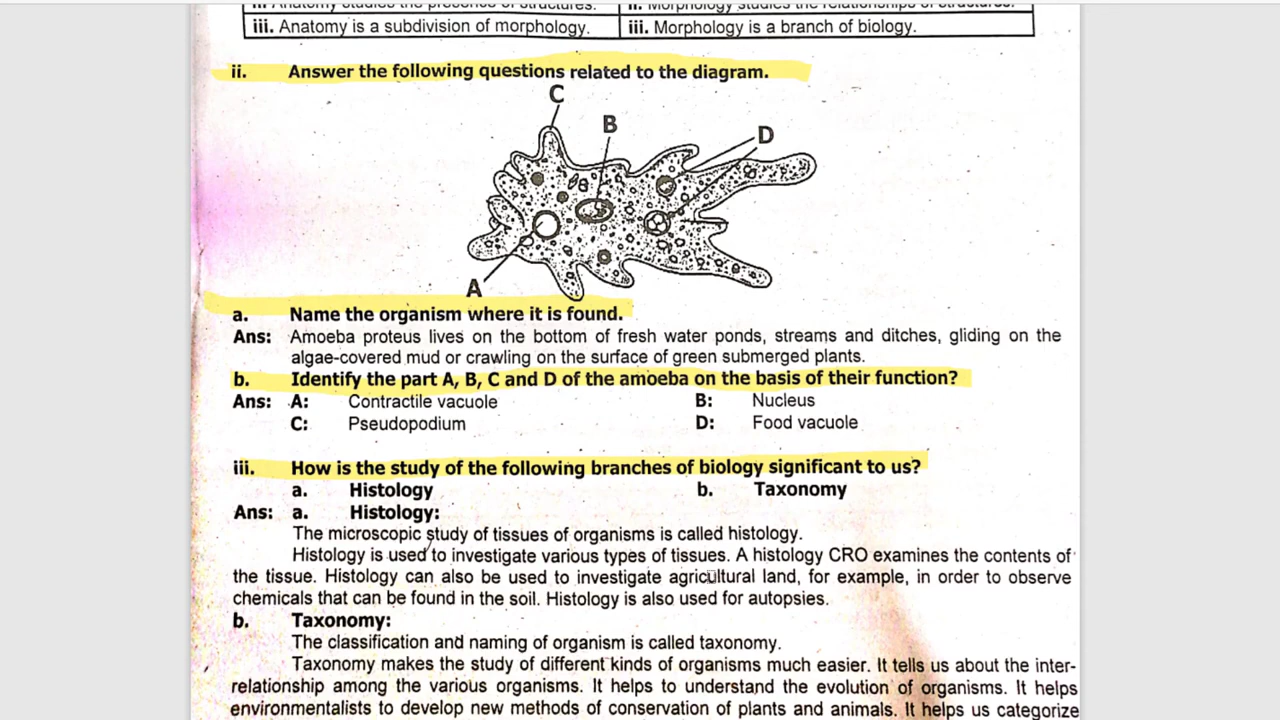 iii. Anatomy is a subdivision of morphology. iii. Morphology is a branch of biology.
ii. Answer the following questions related to the diagram.
C
B
D
A
a. Name the organism where it is found.
Ans: Amoeba proteus lives on the bottom of fresh water ponds, streams and ditches, gliding on the
algae-covered mud or crawling on the surface of green submerged plants.
b. Identify the part A, B, C and D of the amoeba on the basis of their function?
Ans: A: Contractile vacuole B: Nucleus
C: Pseudopodium D: Food vacuole
iii. How is the study of the following branches of biology significant to us?
a. Histology b. Taxonomy
Ans: a. Histology:
The microscopic study of tissues of organisms is called histology.
Histology is used to investigate various types of tissues. A histology CRO examines the contents of
the tissue. Histology can also be used to investigate agricultural land, for example, in order to observe
chemicals that can be found in the soil. Histology is also used for autopsies.
b. Taxonomy:
The classification and naming of organism is called taxonomy.
Taxonomy makes the study of different kinds of organisms much easier. It tells us about the inter-
relationship among the various organisms. It helps to understand the evolution of organisms. It helps
environmentalists to develop new methods of conservation of plants and animals. It helps us categorize